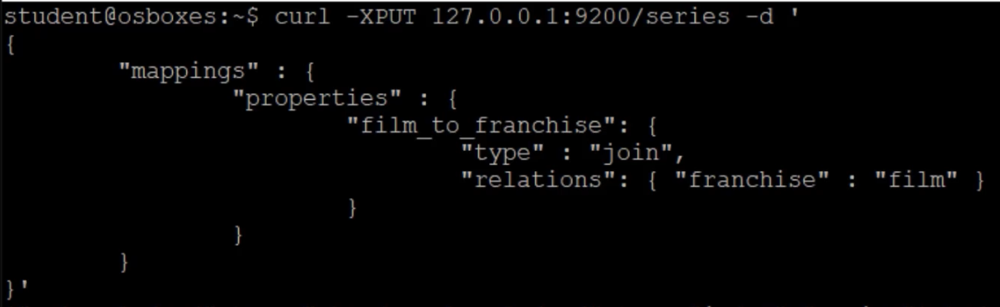 student@osboxes:~$ curl -XPUT 127.0.0.1:9200/series -d '
{
        "mappings" : {
                "properties" : {
                        "film_to_franchise": {
                                "type" : "join",
                                "relations": { "franchise" : "film" }
                        }
                }
        }
}'